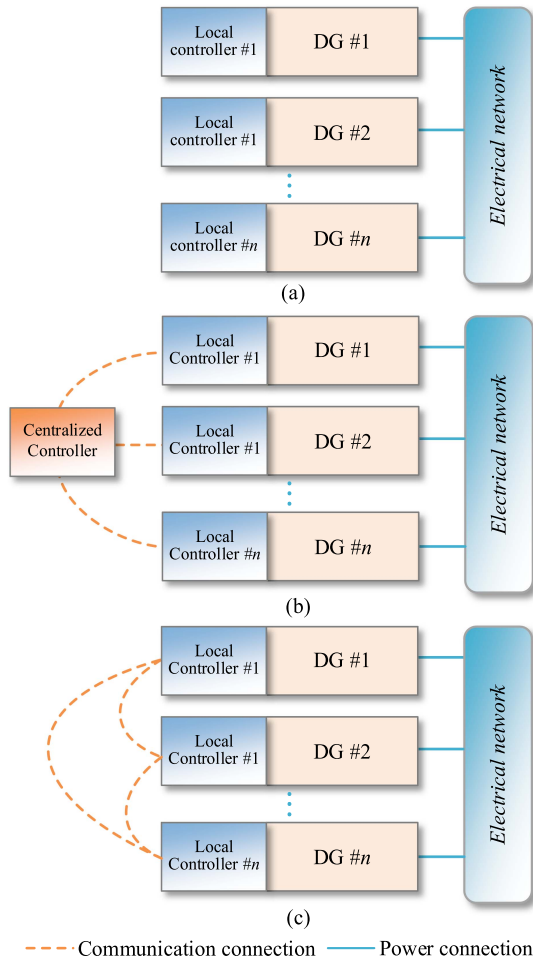 Local
controller #1
DG #1
Local
controller #1
DG #2
Local
controller #n
DG #n
Electrical network
(a)
Centralized
Controller
Local
Controller #1
DG #1
Local
Controller #1
DG #2
Local
Controller #n
DG #n
Electrical network
(b)
Local
Controller #1
DG #1
Local
Controller #1
DG #2
Local
Controller #n
DG #n
Electrical network
(c)
Communication connection
Power connection